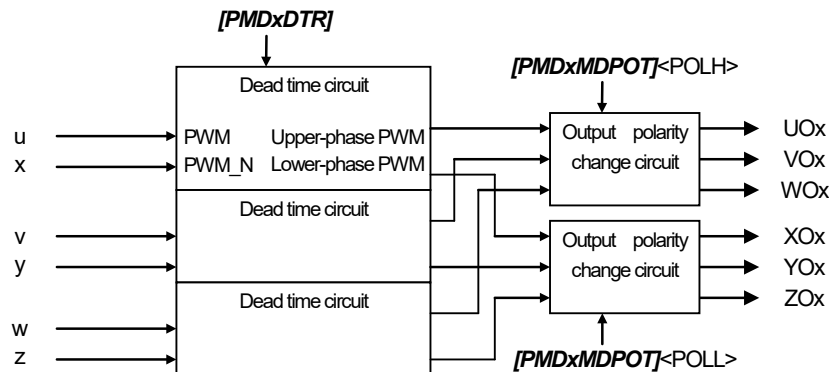 [PMDxDTR]
Dead time circuit
[PMDxMDPOT]<POLH>
u
PWM
Upper-phase PWM
Output polarity
change circuit
UOx
x
PWM_N
Lower-phase PWM
VOx
WOx
Dead time circuit
v
y
Output polarity
change circuit
XOx
YOx
ZOx
Dead time circuit
w
z
[PMDxMDPOT]<POLL>